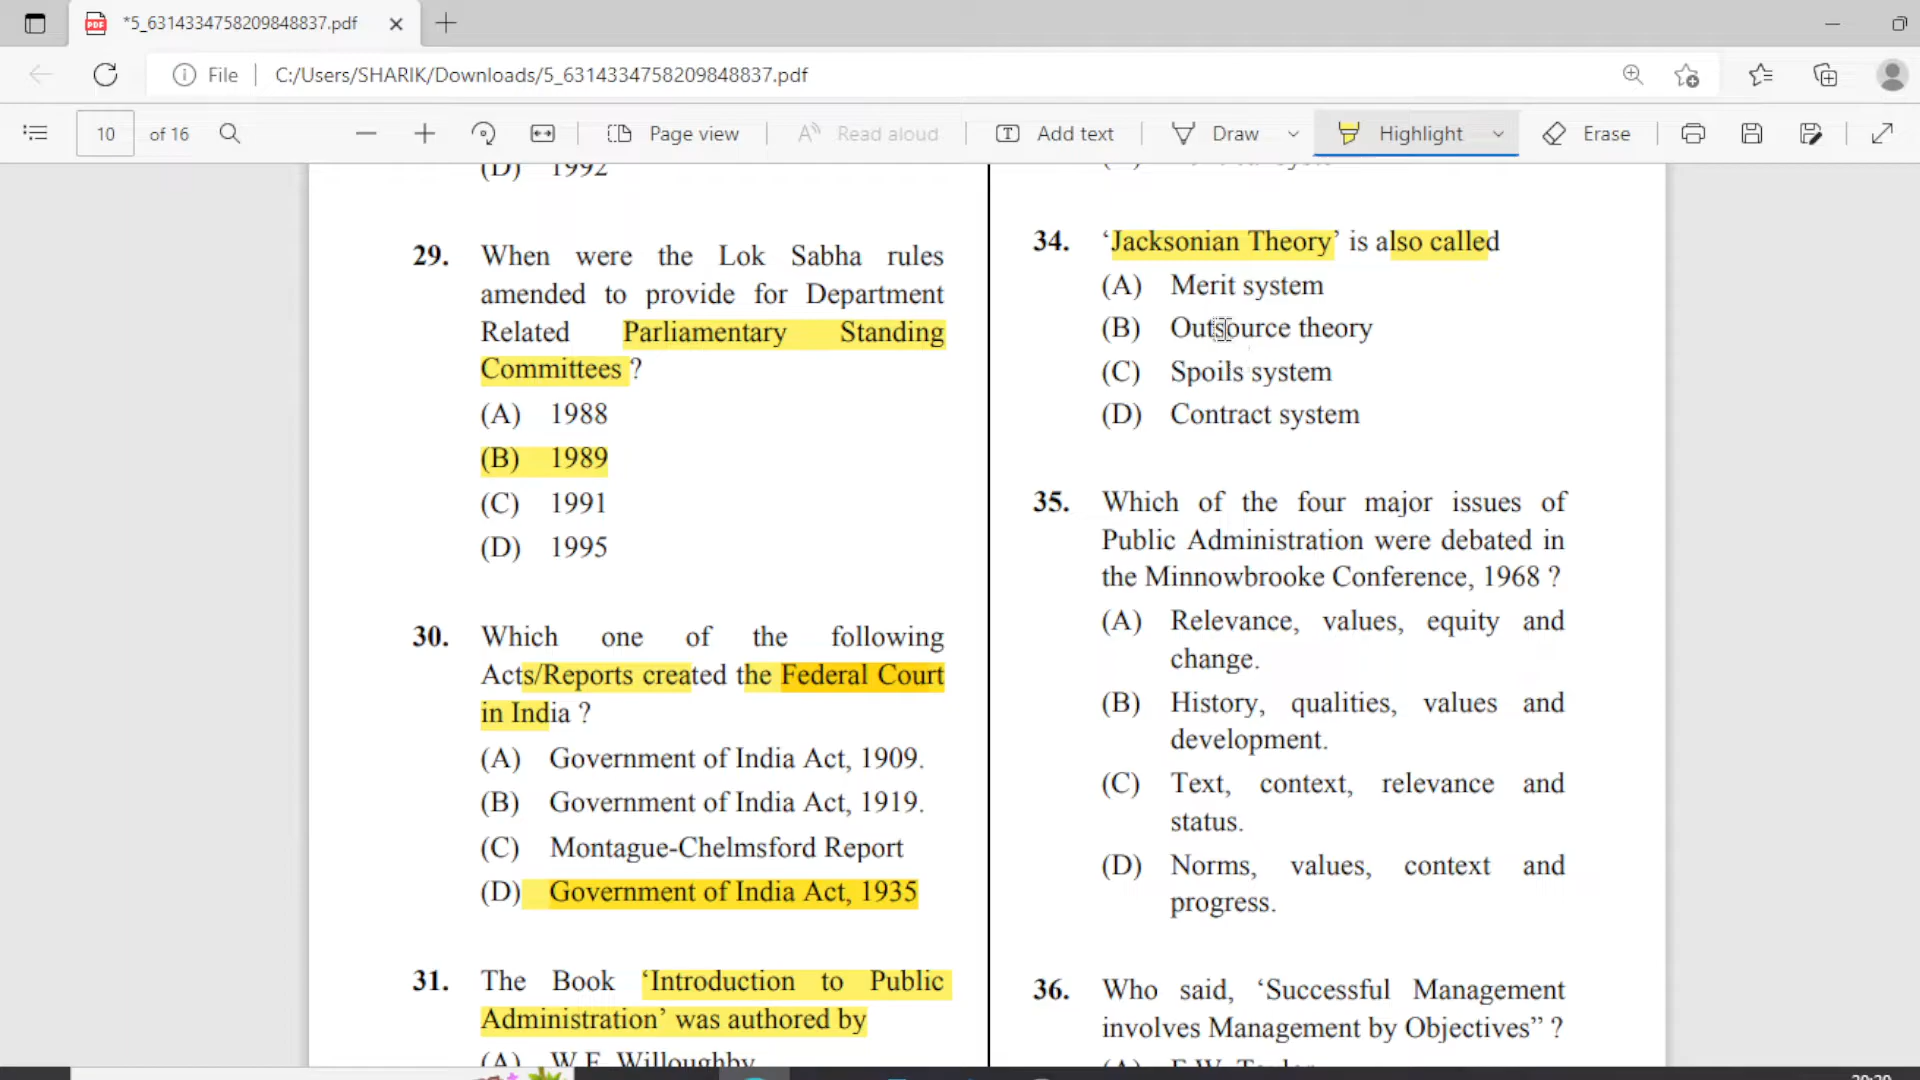 *5_6314334758209848837.pdf
File
C:/Users/SHARIK/Downloads/5_6314334758209848837.pdf
10 of 16
Page view
Read aloud
Add text
Draw
Highlight
Erase
(D) 1992
29. When were the Lok Sabha rules
amended to provide for Department
Related Parliamentary Standing
Committees ?
(A) 1988
(B) 1989
(C) 1991
(D) 1995
30. Which one of the following
Acts/Reports created the Federal Court
in India ?
(A) Government of India Act, 1909.
(B) Government of India Act, 1919.
(C) Montague-Chelmsford Report
(D) Government of India Act, 1935
31. The Book ‘Introduction to Public
Administration’ was authored by
(A) W.F. Willoughby
34. ‘Jacksonian Theory’ is also called
(A) Merit system
(B) Outsource theory
(C) Spoils system
(D) Contract system
35. Which of the four major issues of
Public Administration were debated in
the Minnowbrooke Conference, 1968 ?
(A) Relevance, values, equity and
change.
(B) History, qualities, values and
development.
(C) Text, context, relevance and
status.
(D) Norms, values, context and
progress.
36. Who said, ‘Successful Management
involves Management by Objectives” ?
(A) F.W. Taylor